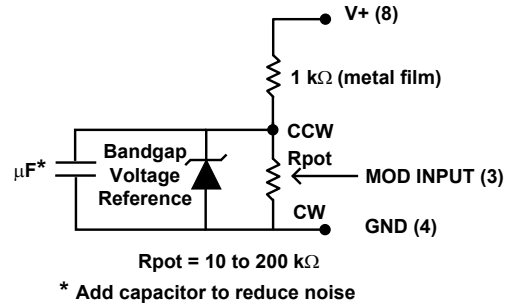 V+ (8)
1 kΩ (metal film)
CCW
μF*
Bandgap
Voltage
Reference
Rpot
MOD INPUT (3)
CW
GND (4)
Rpot = 10 to 200 kΩ
* Add capacitor to reduce noise